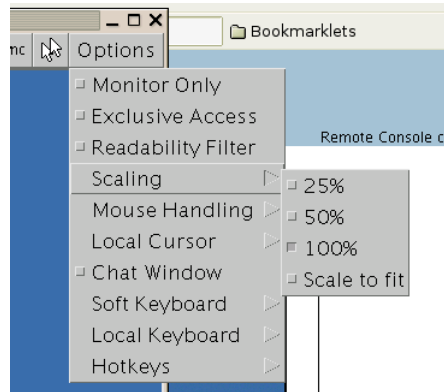 Bookmarklets
mc Options
Monitor Only
Exclusive Access
Readability Filter
Remote Console
Scaling
25%
50%
100%
Scale to fit
Mouse Handling
Local Cursor
Chat Window
Soft Keyboard
Local Keyboard
Hotkeys